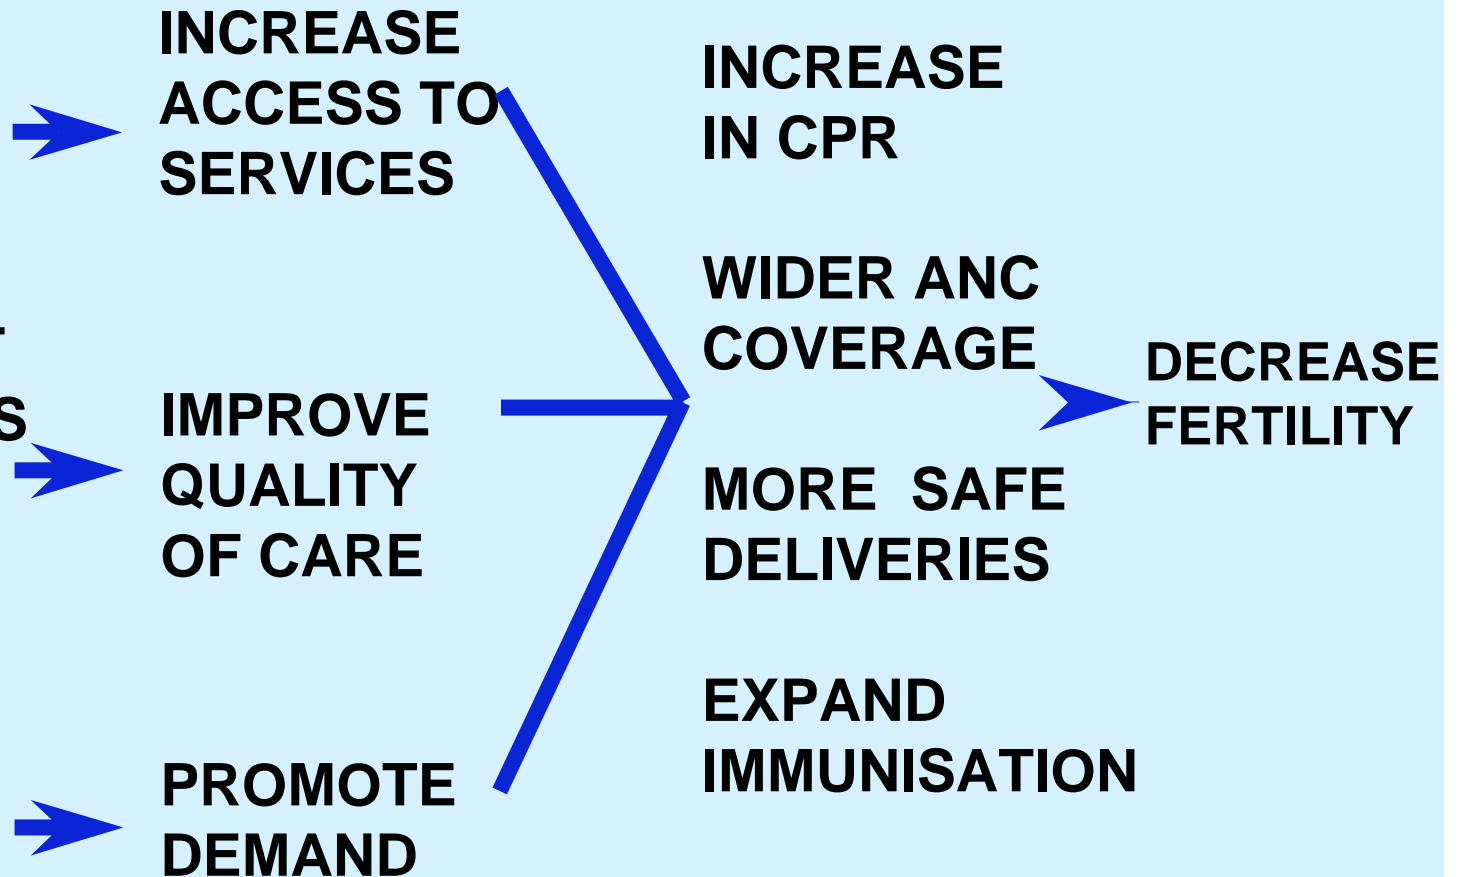 INCREASE
ACCESS TO
SERVICES
IMPROVE
QUALITY
OF CARE
PROMOTE
DEMAND
INCREASE
IN CPR
WIDER ANC
COVERAGE
MORE SAFE
DELIVERIES
EXPAND
IMMUNISATION
DECREASE
FERTILITY